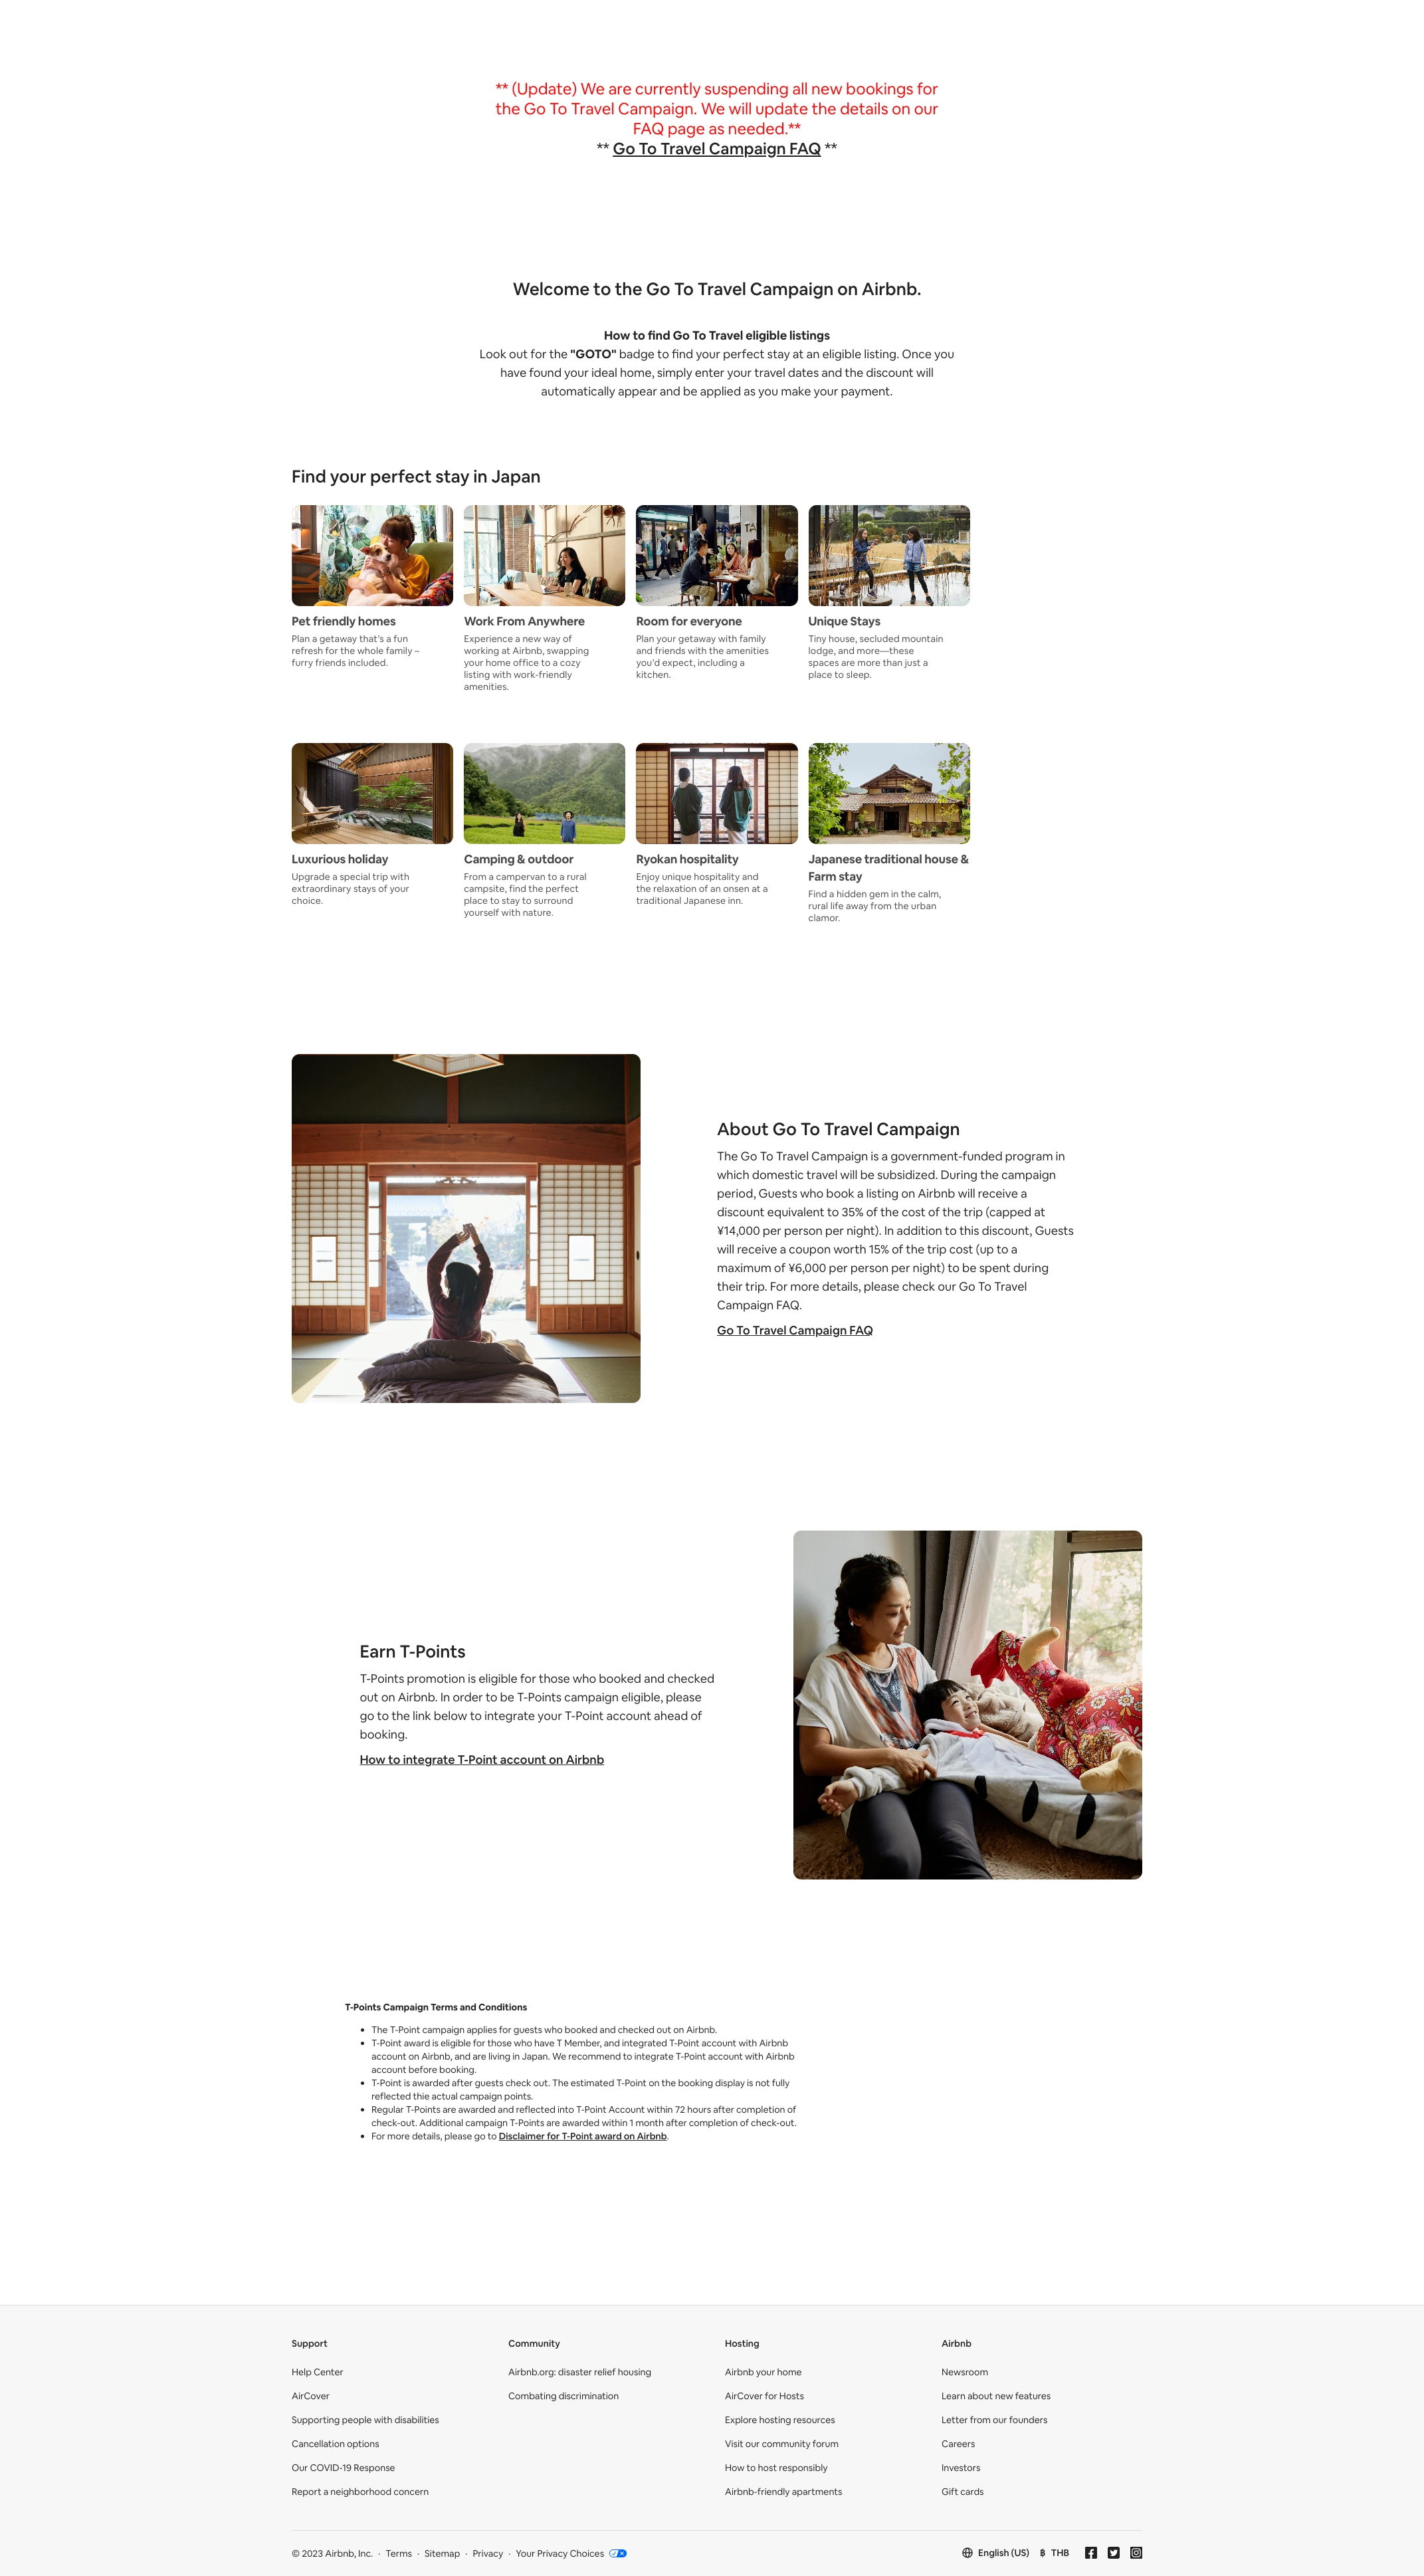 ** (Update) We are currently suspending all new bookings for
the Go To Travel Campaign. We will update the details on our
FAQ page as needed.**
** Go To Travel Campaign FAQ **
Welcome to the Go To Travel Campaign on Airbnb.
How to find Go To Travel eligible listings
Look out for the "GOTO" badge to find your perfect stay at an eligible listing. Once you
have found your ideal home, simply enter your travel dates and the discount will
automatically appear and be applied as you make your payment.
Find your perfect stay in Japan
Pet friendly homes
Plan a getaway that's a fun
refresh for the whole family –
furry friends included.
Work From Anywhere
Experience a new way of
working at Airbnb, swapping
your home office to a cozy
listing with work-friendly
amenities.
Room for everyone
Plan your getaway with family
and friends with the amenities
you'd expect, including a
kitchen.
Unique Stays
Tiny house, secluded mountain
lodge, and more—these
spaces are more than just a
place to sleep.
Luxurious holiday
Upgrade a special trip with
extraordinary stays of your
choice.
Camping & outdoor
From a campervan to a rural
campsite, find the perfect
place to stay to surround
yourself with nature.
Ryokan hospitality
Enjoy unique hospitality and
the relaxation of an onsen at a
traditional Japanese inn.
Japanese traditional house &
Farm stay
Find a hidden gem in the calm,
rural life away from the urban
clamor.
About Go To Travel Campaign
The Go To Travel Campaign is a government-funded program in
which domestic travel will be subsidized. During the campaign
period, Guests who book a listing on Airbnb will receive a
discount equivalent to 35% of the cost of the trip (capped at
¥14,000 per person per night). In addition to this discount, Guests
will receive a coupon worth 15% of the trip cost (up to a
maximum of ¥6,000 per person per night) to be spent during
their trip. For more details, please check our Go To Travel
Campaign FAQ.
Go To Travel Campaign FAQ
Earn T-Points
T-Points promotion is eligible for those who booked and checked
out on Airbnb. In order to be T-Points campaign eligible, please
go to the link below to integrate your T-Point account ahead of
booking.
How to integrate T-Point account on Airbnb
T-Points Campaign Terms and Conditions
• The T-Point campaign applies for guests who booked and checked out on Airbnb.
• T-Point award is eligible for those who have T Member, and integrated T-Point account with Airbnb
account on Airbnb, and are living in Japan. We recommend to integrate T-Point account with Airbnb
account before booking.
• T-Point is awarded after guests check out. The estimated T-Point on the booking display is not fully
reflected thie actual campaign points.
• Regular T-Points are awarded and reflected into T-Point Account within 72 hours after completion of
check-out. Additional campaign T-Points are awarded within 1 month after completion of check-out.
• For more details, please go to Disclaimer for T-Point award on Airbnb.
Support
Help Center
AirCover
Supporting people with disabilities
Cancellation options
Our COVID-19 Response
Report a neighborhood concern
Community
Airbnb.org: disaster relief housing
Combating discrimination
Hosting
Airbnb your home
AirCover for Hosts
Explore hosting resources
Visit our community forum
How to host responsibly
Airbnb-friendly apartments
Airbnb
Newsroom
Learn about new features
Letter from our founders
Careers
Investors
Gift cards
© 2023 Airbnb, Inc. · Terms · Sitemap · Privacy · Your Privacy Choices
English (US) ฿ THB